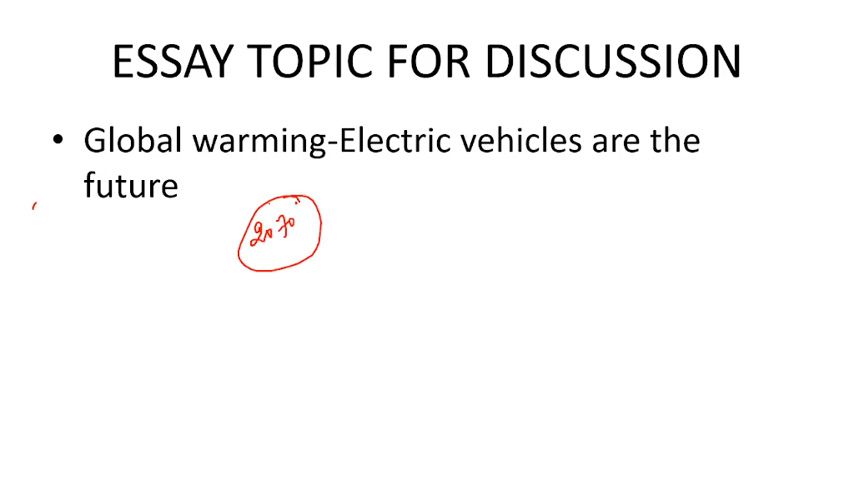 ESSAY TOPIC FOR DISCUSSION
• Global warming-Electric vehicles are the
future
2070